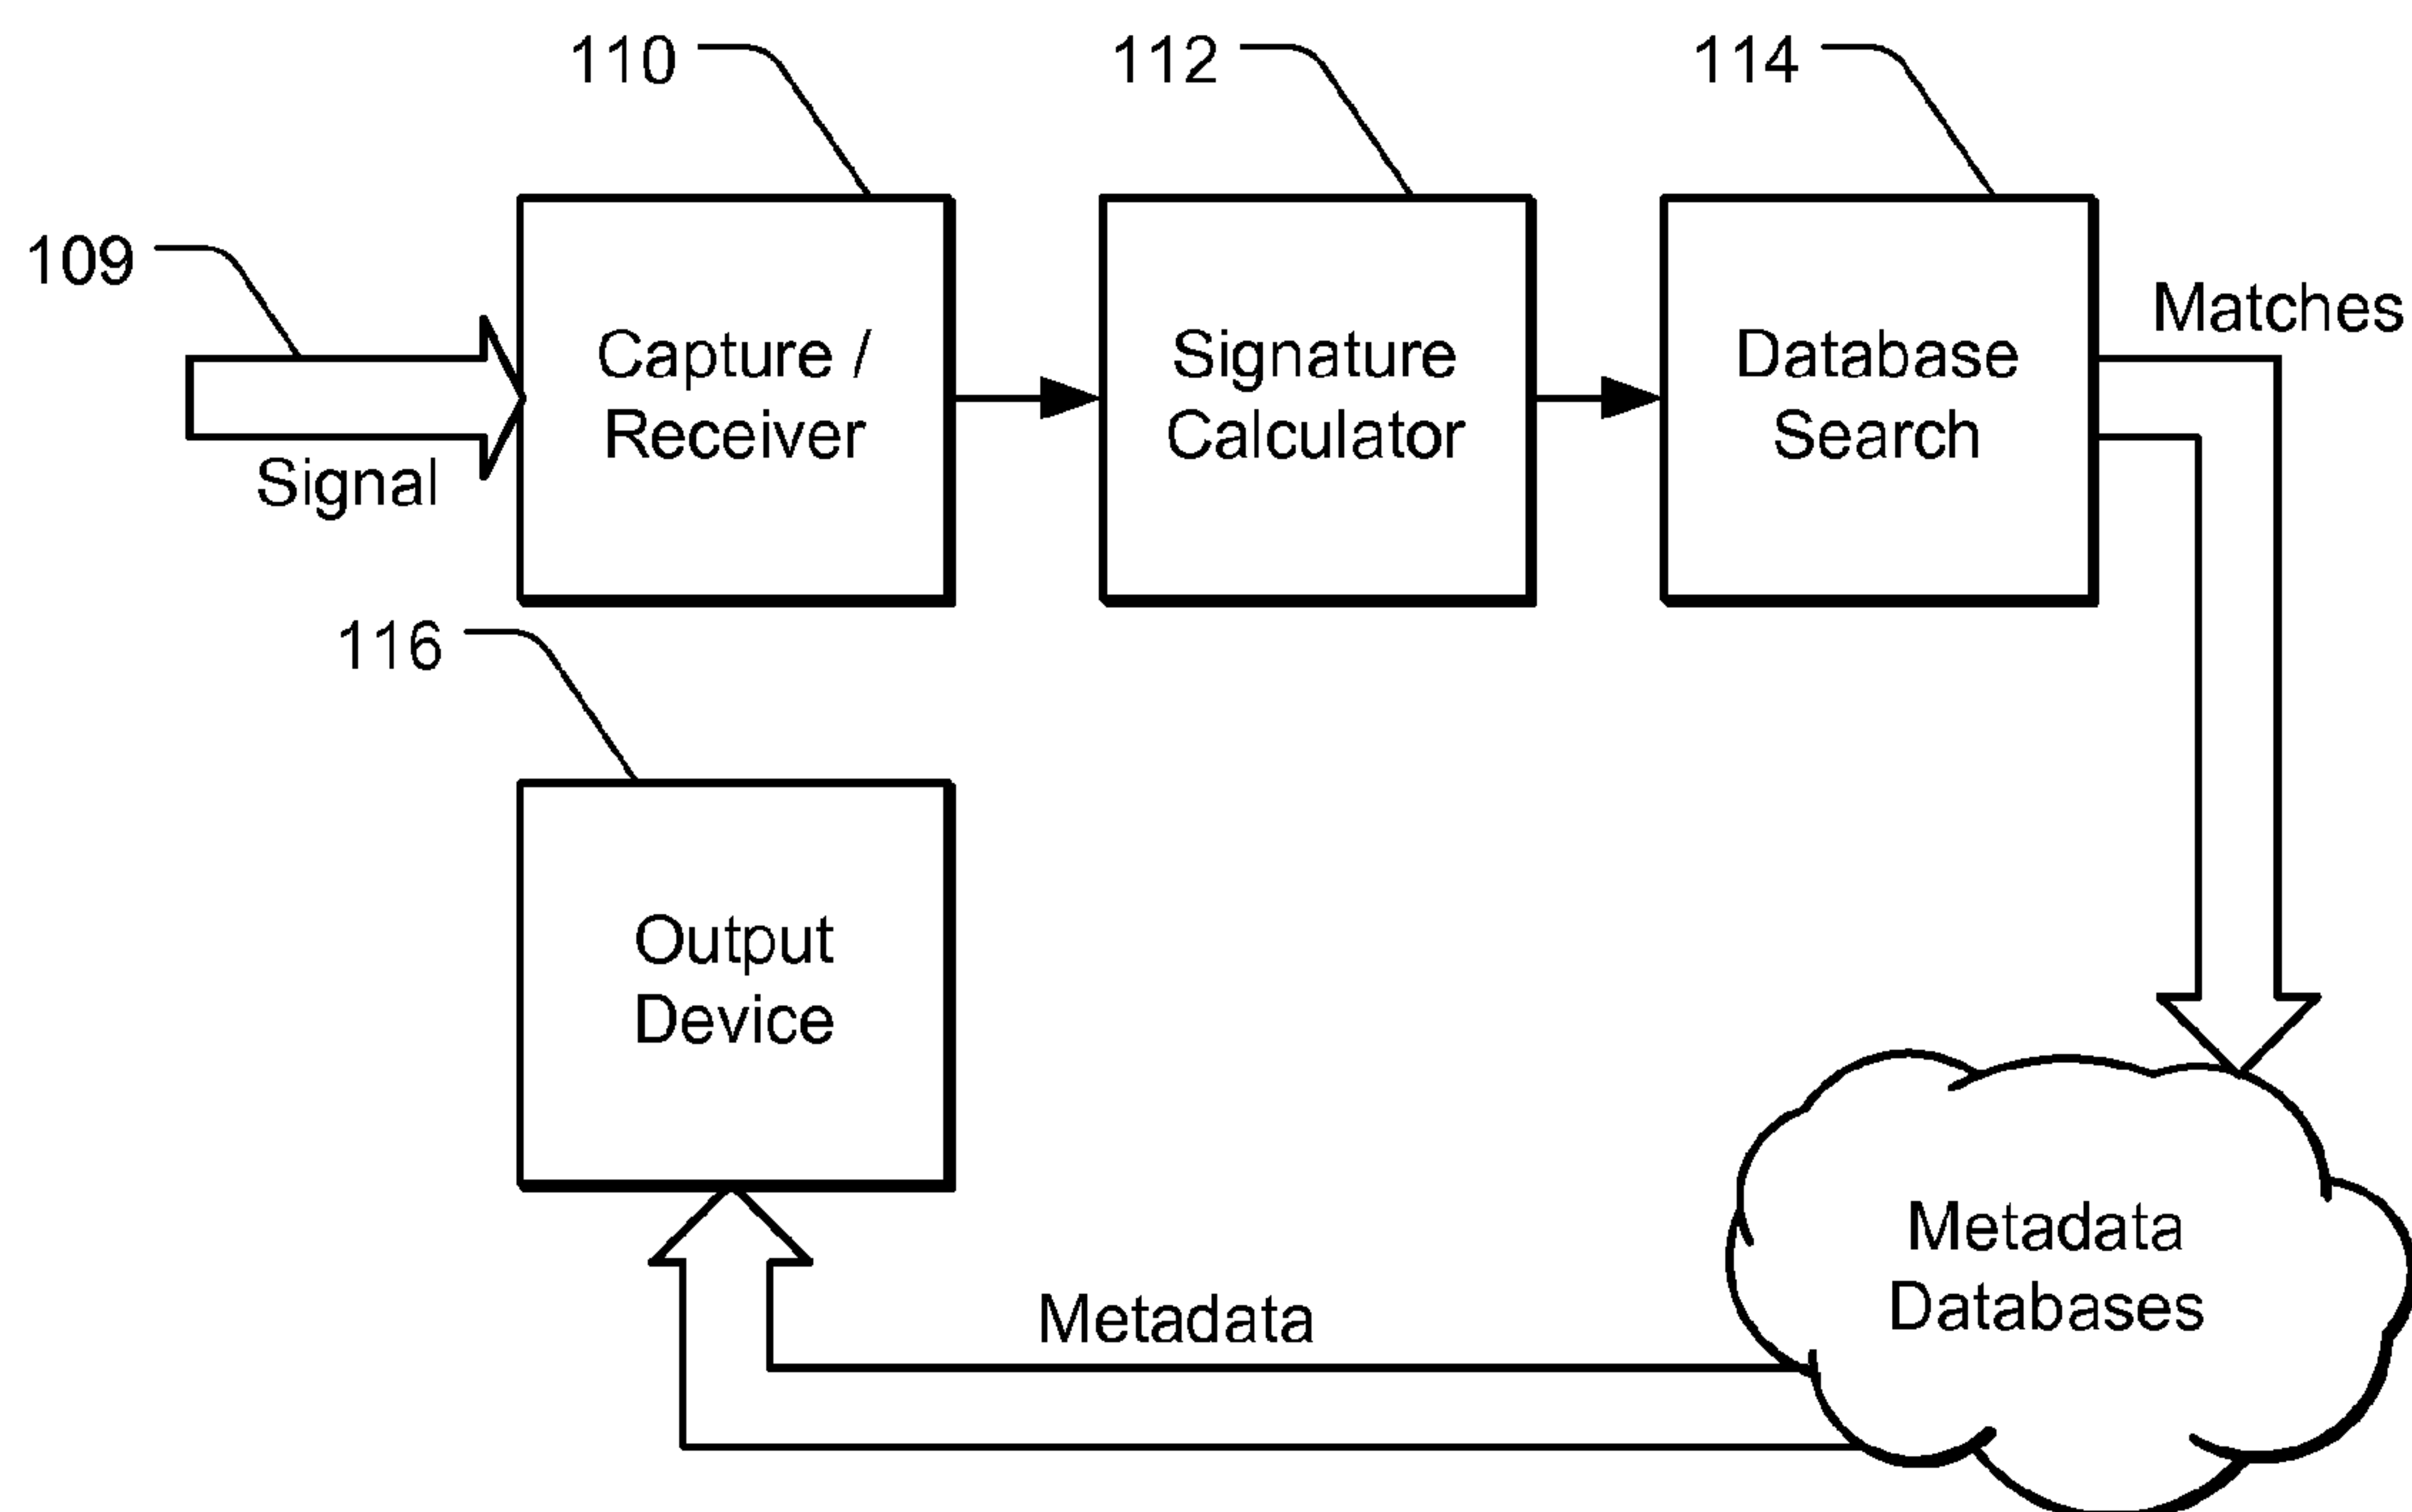 110
112
114
109
Matches
Capture /
Receiver
Signature
Calculator
Database
Search
Signal
116
Output
Device
Metadata
Databases
Metadata